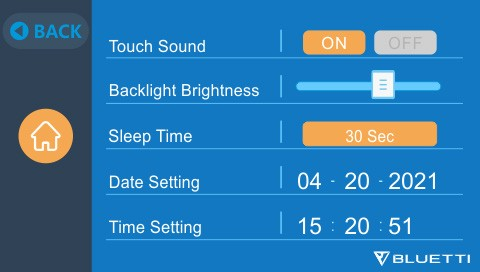 BACK
Touch Sound ON OFF
Backlight Brightness
Sleep Time 30 Sec
Date Setting 04 - 20 - 2021
Time Setting 15 : 20 : 51
BLUETTI